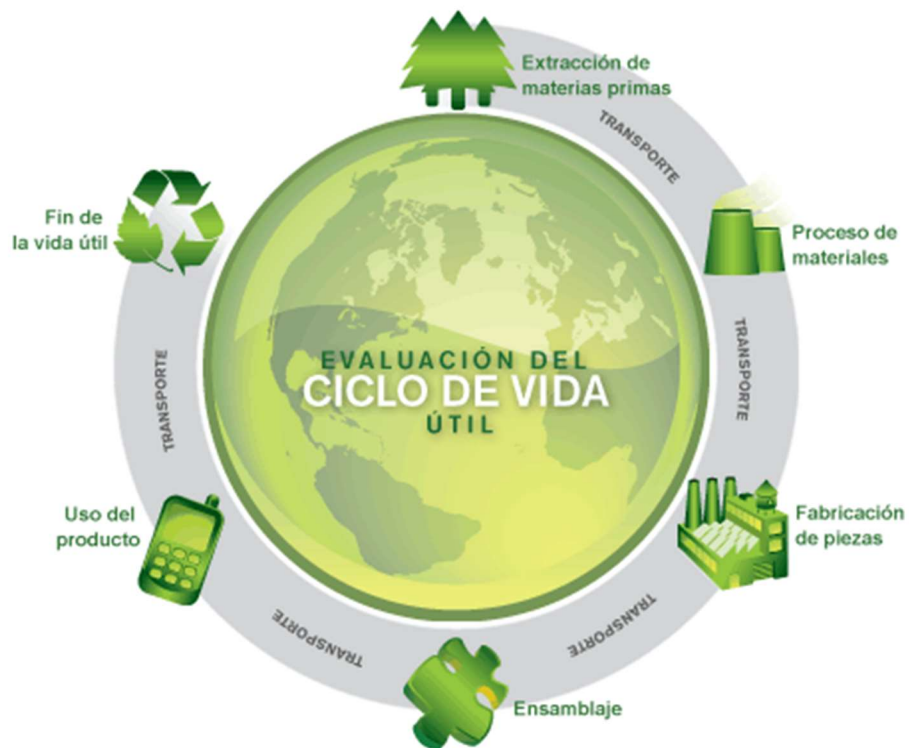 Extracción de
materias primas
TRANSPORTE
Proceso de
materiales
TRANSPORTE
Fabricación
de piezas
TRANSPORTE
Ensamblaje
TRANSPORTE
Uso del
producto
TRANSPORTE
Fin de
la vida útil
EVALUACIÓN DEL
CICLO DE VIDA
ÚTIL